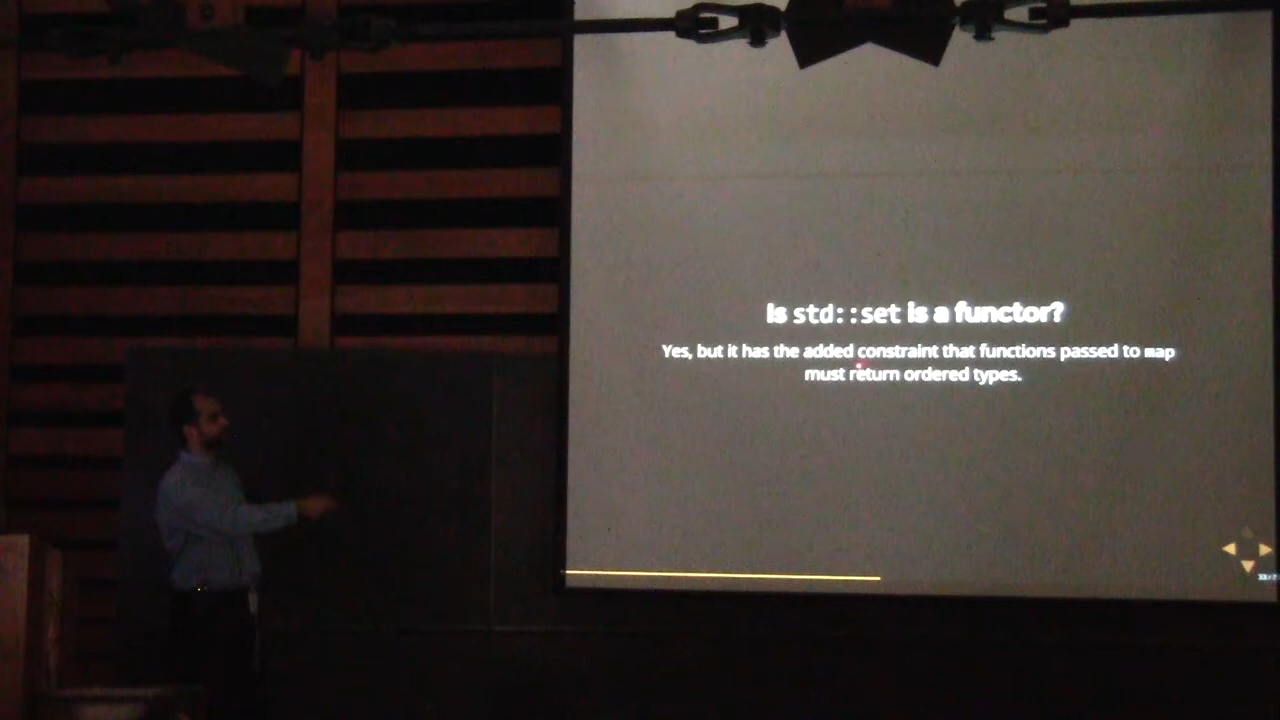 Is std::set is a functor?
Yes, but it has the added constraint that functions passed to map
must return ordered types.